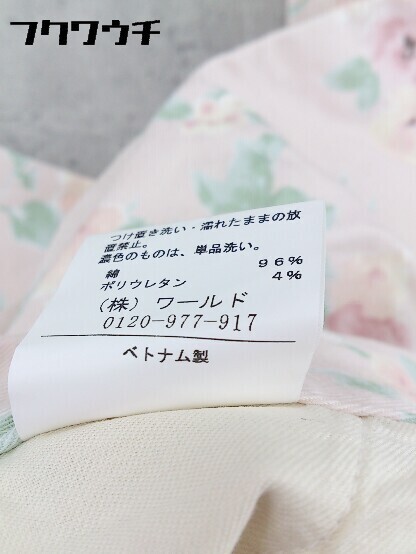 フクワウチ
つけ置き洗い・濡れたままの放
置禁止。
濃色のものは、単品洗い。
綿 96%
ポリウレタン 4%
(株) ワールド
0120-977-917
ベトナム製